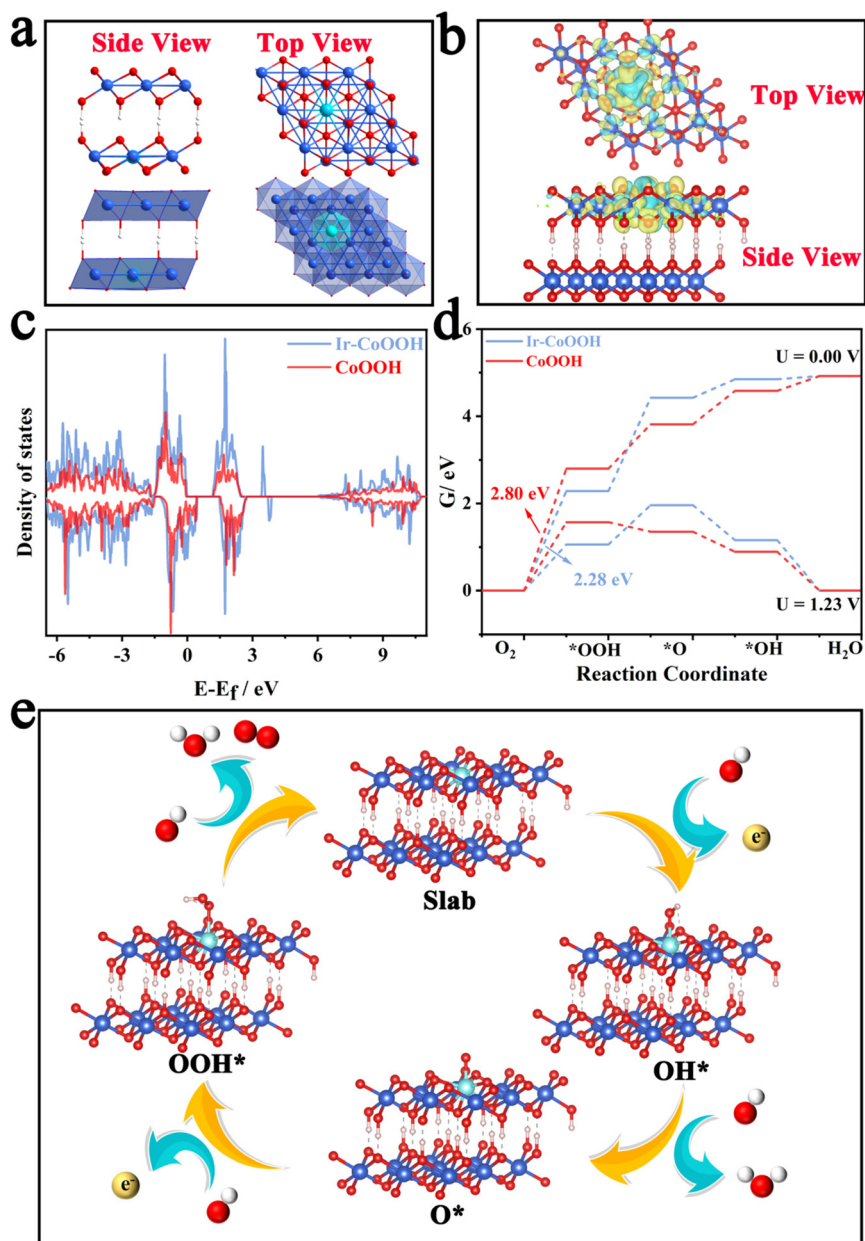 a
Side View
Top View
b
Top View
Side View
c
Ir-CoOOH
CoOOH
Density of states
-6 -3 0 3 6 9
E-Ef / eV
d
Ir-CoOOH
CoOOH
U = 0.00 V
6
4
2
0
G/ eV
2.80 eV
2.28 eV
U = 1.23 V
O2 *OOH *O *OH H2O
Reaction Coordinate
e
e-
Slab
OOH*
OH*
e-
O*